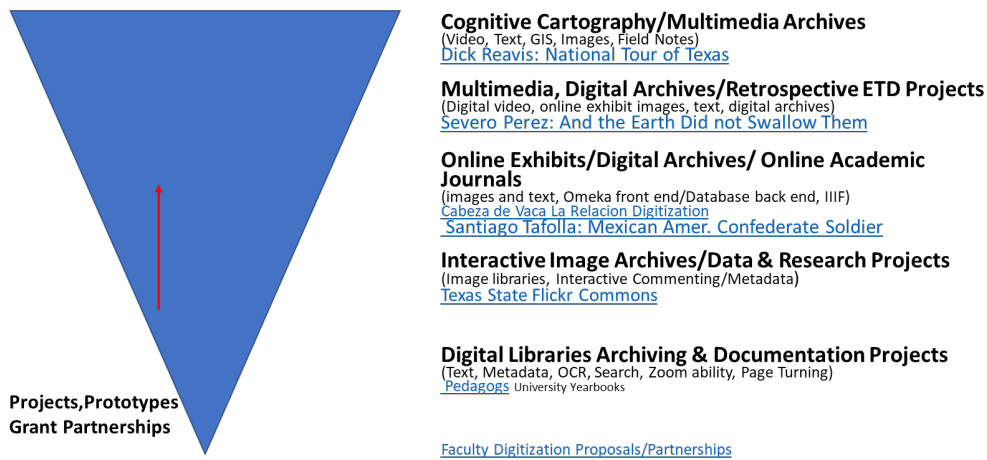 Cognitive Cartography/Multimedia Archives
(Video, Text, GIS, Images, Field Notes)
Dick Reavis: National Tour of Texas
Multimedia, Digital Archives/Retrospective ETD Projects
(Digital video, online exhibit images, text, digital archives)
Severo Perez: And the Earth Did not Swallow Them
Online Exhibits/Digital Archives/ Online Academic
Journals
(images and text, Omeka front end/Database back end, IIIF)
Cabeza de Vaca La Relacion Digitization
Santiago Tafolla: Mexican Amer. Confederate Soldier
Interactive Image Archives/Data & Research Projects
(Image libraries, Interactive Commenting/Metadata)
Texas State Flickr Commons
Digital Libraries Archiving & Documentation Projects
(Text, Metadata, OCR, Search, Zoom ability, Page Turning)
Pedagogs University Yearbooks
Projects,Prototypes
Grant Partnerships
Faculty Digitization Proposals/Partnerships